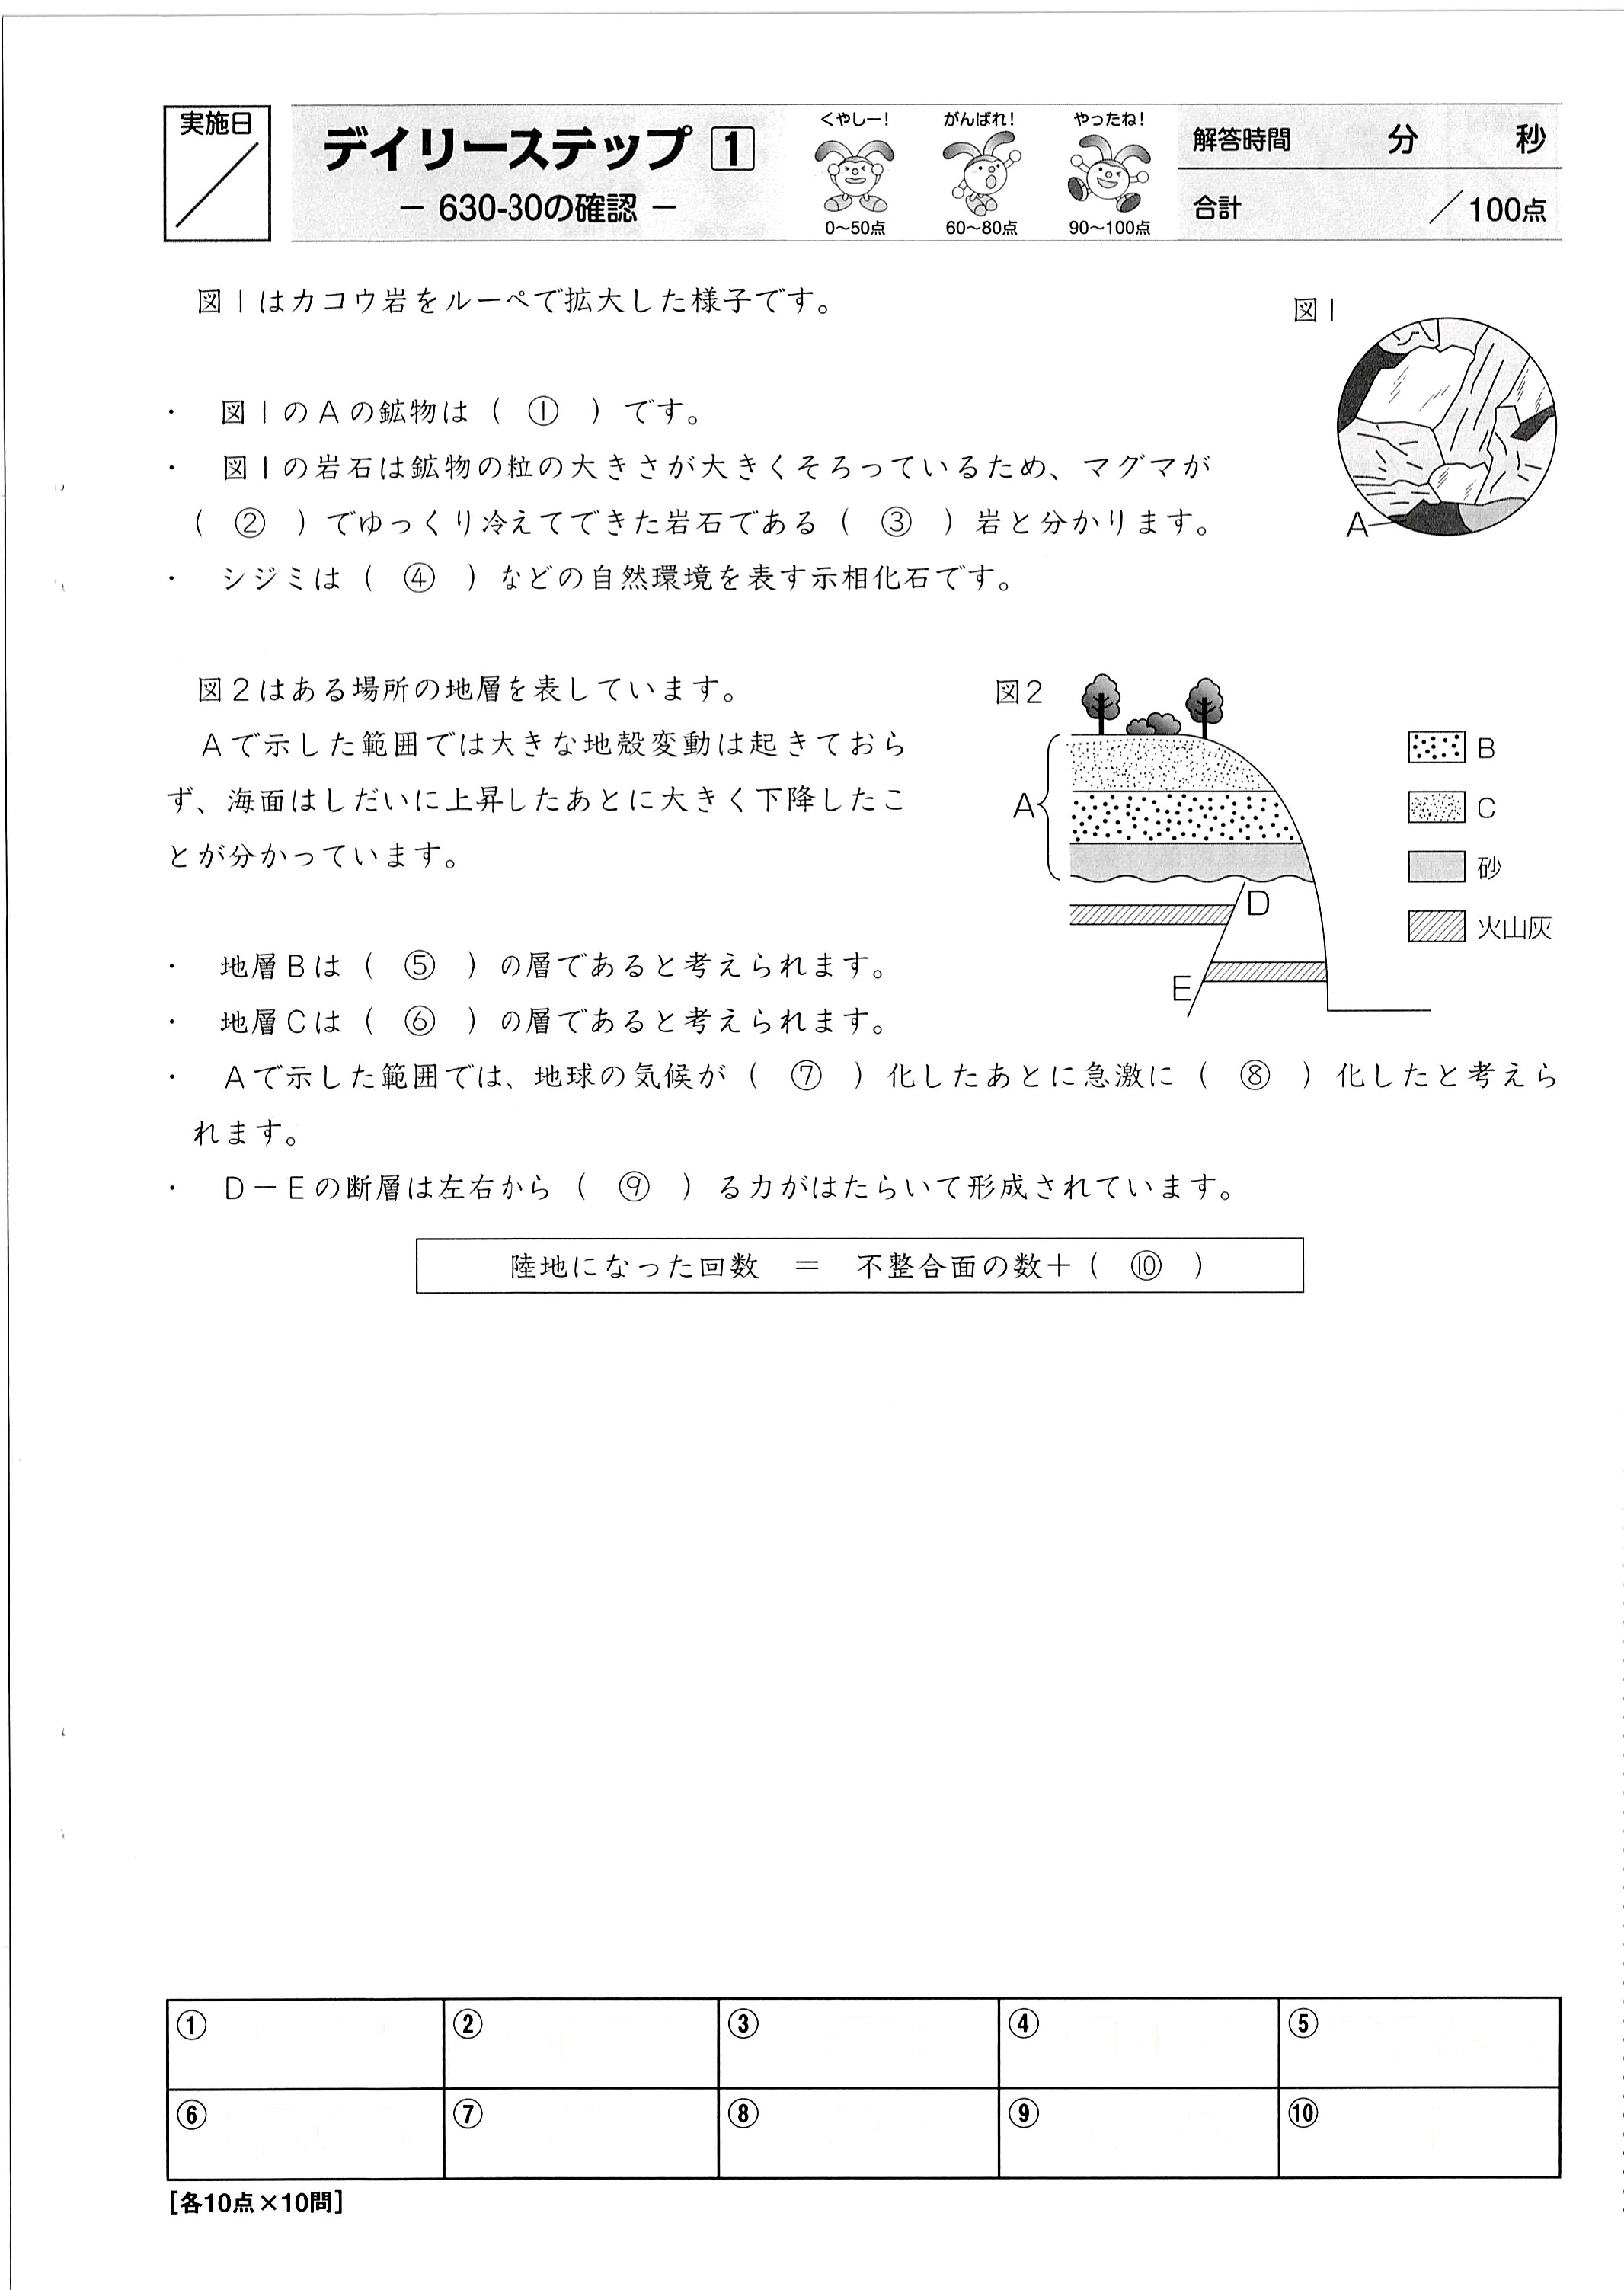 実施日
デイリーステップ 1
− 630-30の確認 −
くやしー! がんばれ! やったね!
0〜50点 60〜80点 90〜100点
解答時間 分 秒
合計 ／100点
図1はカコウ岩をルーペで拡大した様子です。
図1
・ 図1のAの鉱物は（ ① ）です。
・ 図1の岩石は鉱物の粒の大きさが大きくそろっているため、マグマが
（ ② ）でゆっくり冷えてできた岩石である（ ③ ）岩と分かります。
A
・ シジミは（ ④ ）などの自然環境を表す示相化石です。
図2はある場所の地層を表しています。
Aで示した範囲では大きな地殻変動は起きておら
ず、海面はしだいに上昇したあとに大きく下降したこ
とが分かっています。
図2
A
D
E
B
C
砂
火山灰
・ 地層Bは（ ⑤ ）の層であると考えられます。
・ 地層Cは（ ⑥ ）の層であると考えられます。
・ Aで示した範囲では、地球の気候が（ ⑦ ）化したあとに急激に（ ⑧ ）化したと考えら
れます。
・ D−Eの断層は左右から（ ⑨ ）る力がはたらいて形成されています。
陸地になった回数 ＝ 不整合面の数＋（ ⑩ ）
① ② ③ ④ ⑤
⑥ ⑦ ⑧ ⑨ ⑩
[各10点×10問]